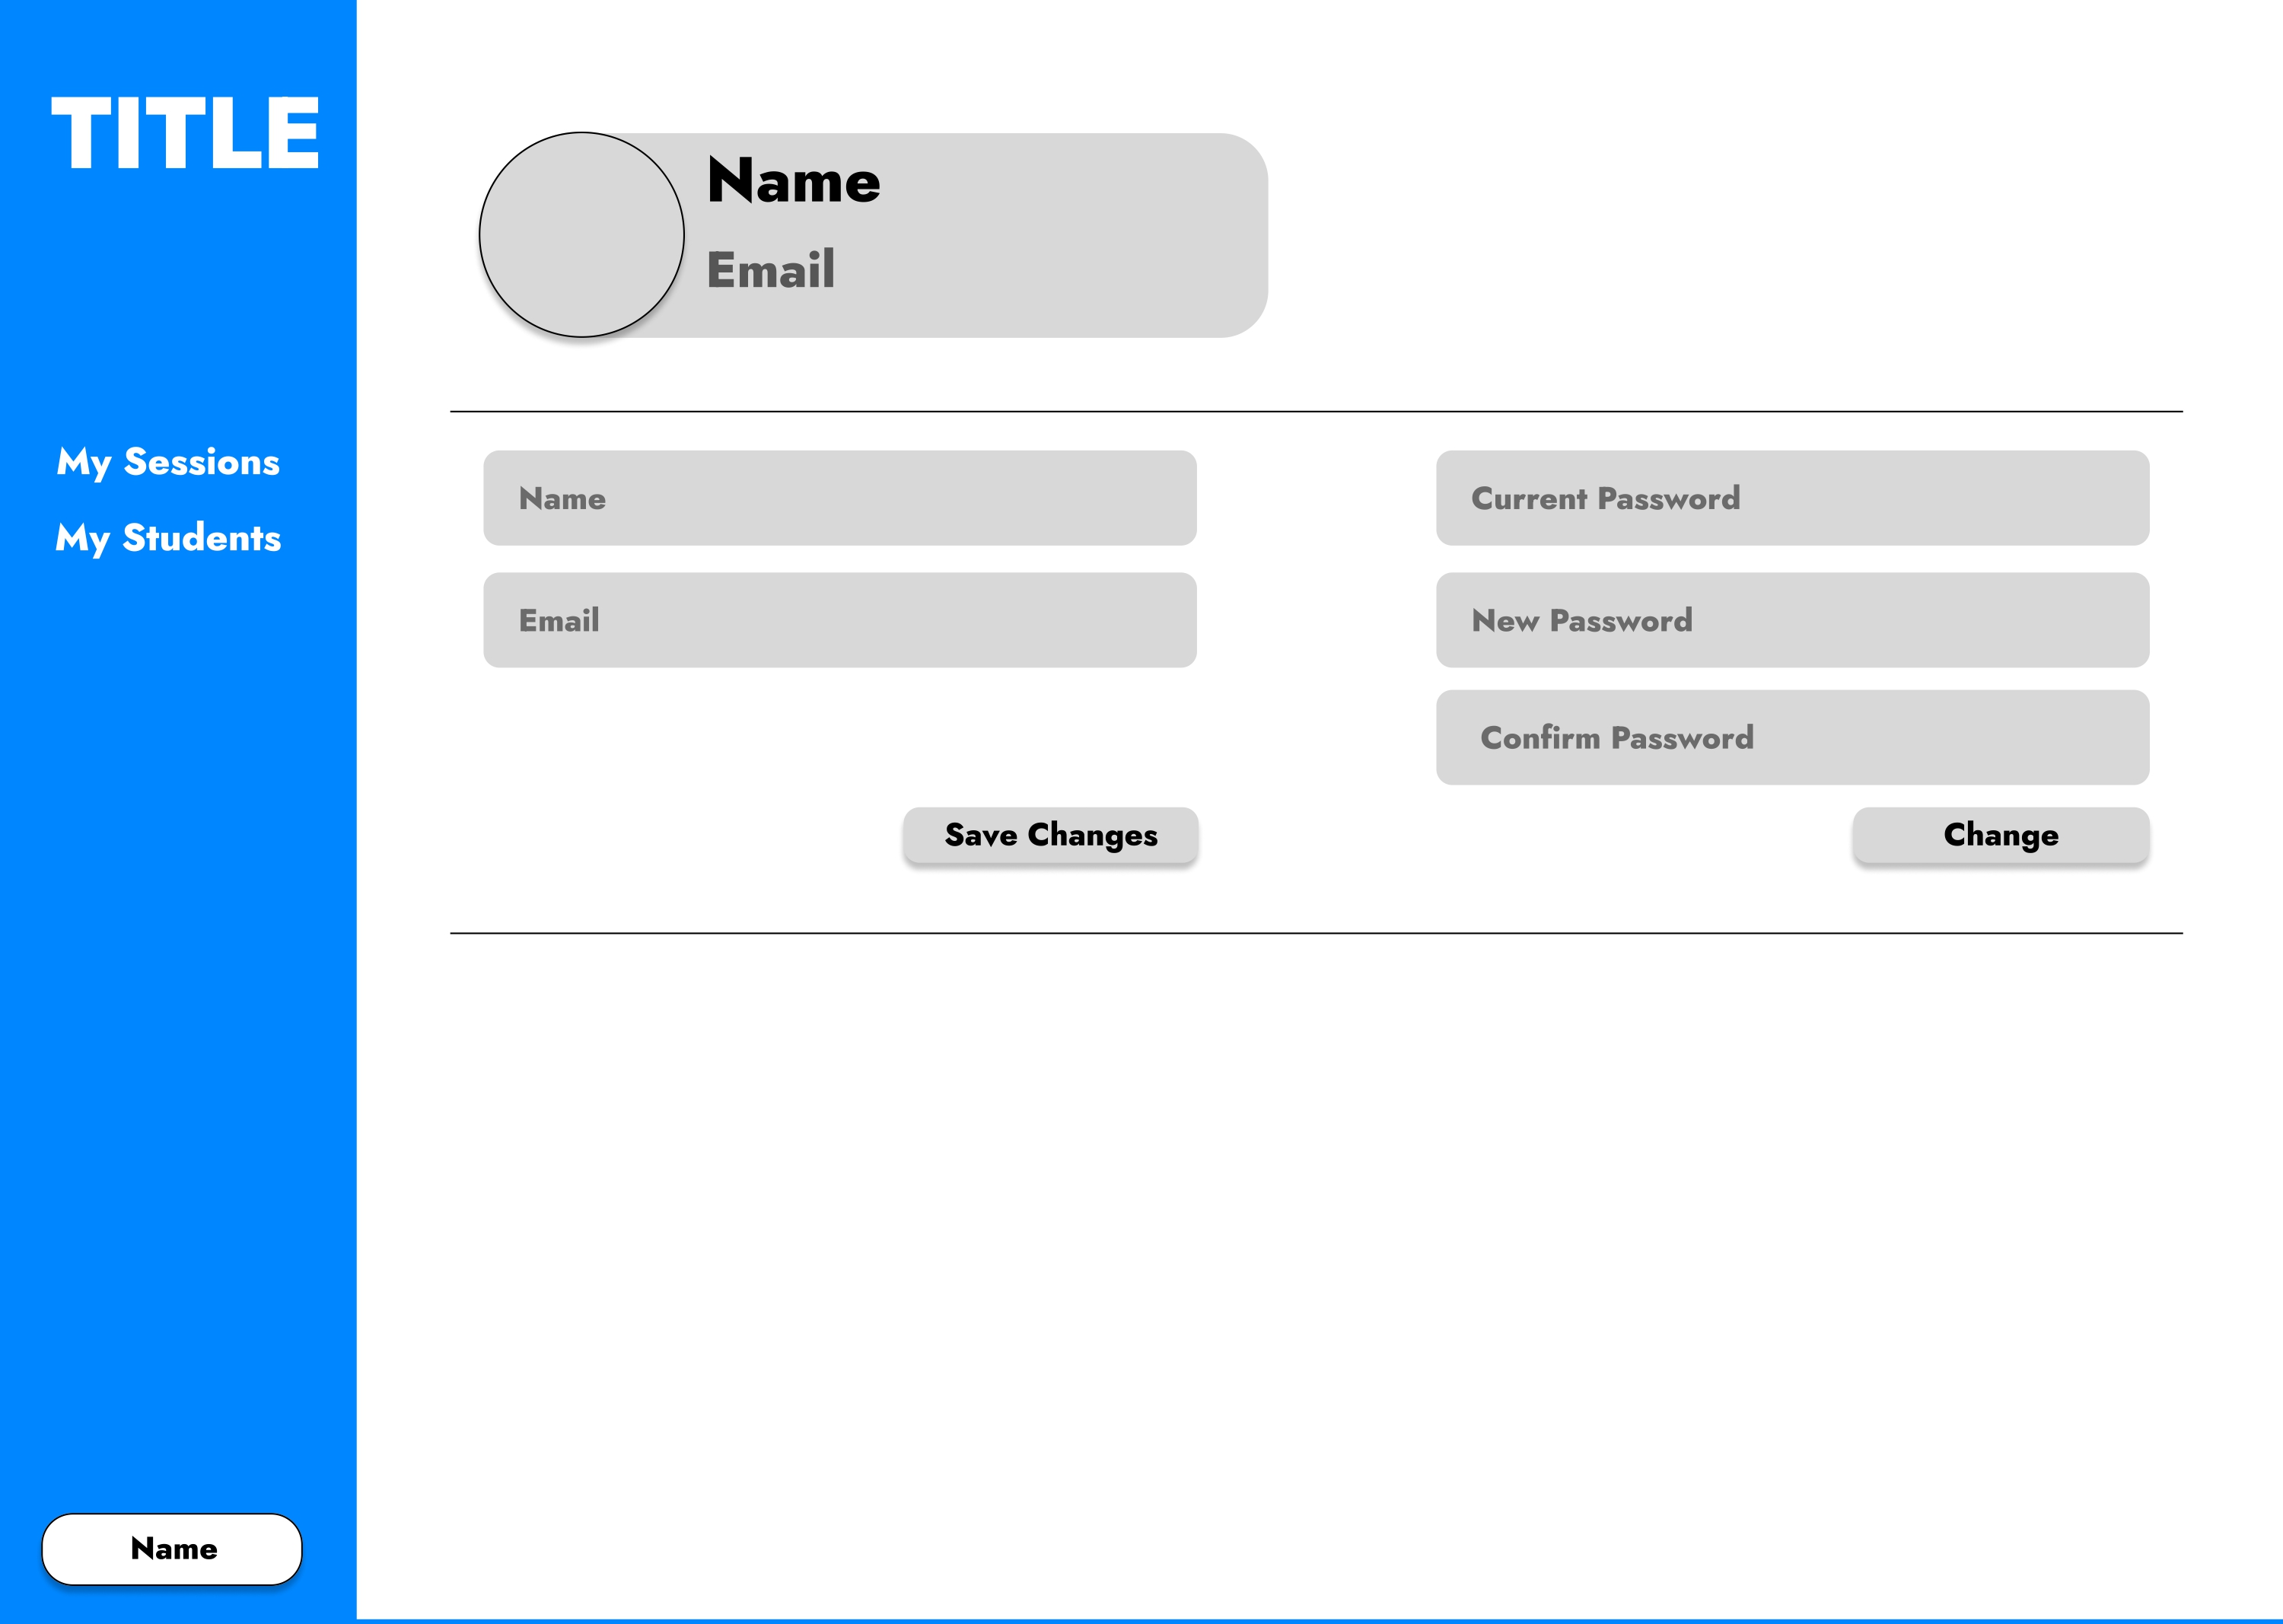 TITLE
My Sessions
My Students
Name
Name
Email
Name
Email
Save Changes
Current Password
New Password
Confirm Password
Change